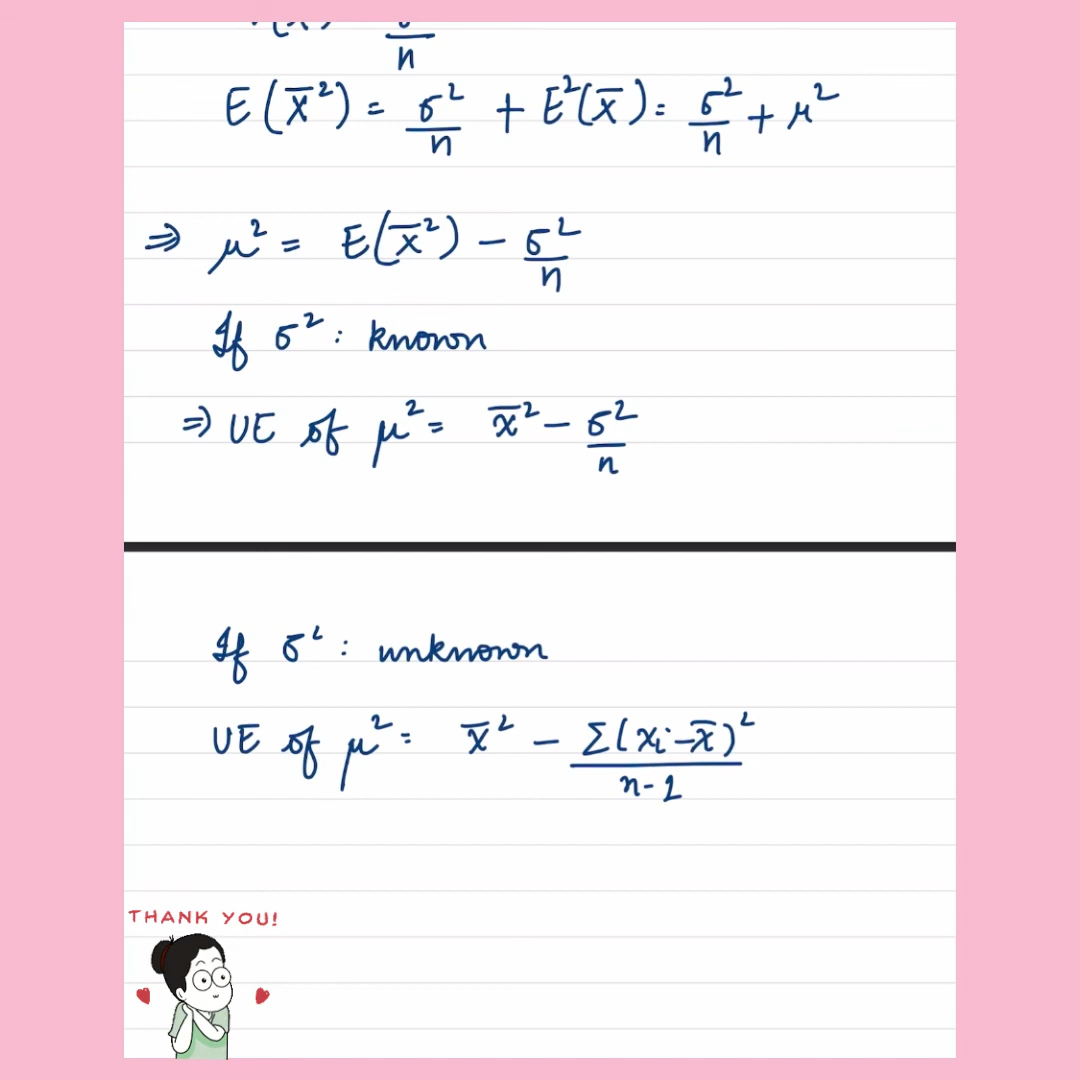 n
E(x̄²) = σ²/n + E²(x̄) = σ²/n + μ²
⇒ μ² = E(x̄²) − σ²/n
If σ² : known
⇒) UE of μ² = x̄² − σ²/n
If σ² : unknown
UE of μ² = x̄² − Σ(xᵢ−x̄)²/n-1
THANK YOU!